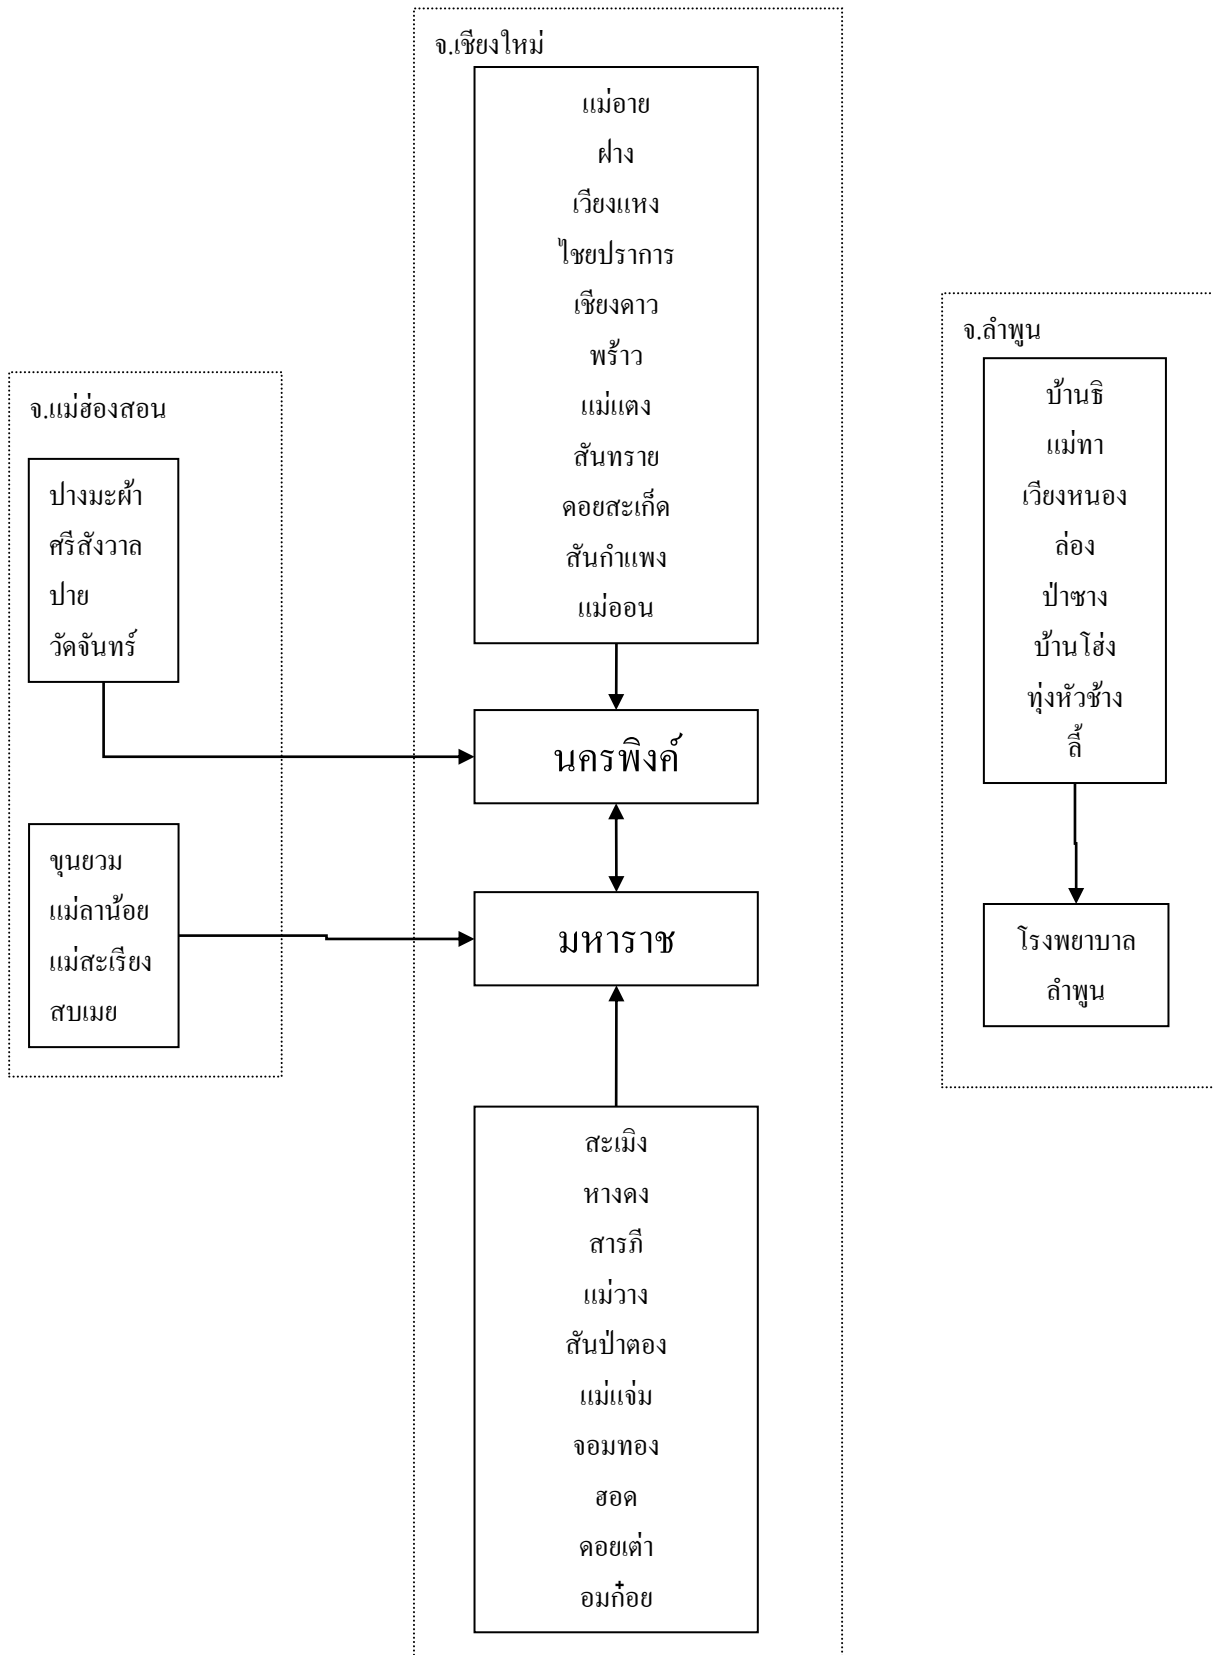 จ.เชียงใหม่
แม่อาย
ฝาง
เวียงแหง
ไชยปราการ
เชียงดาว
พร้าว
แม่แตง
สันทราย
ดอยสะเก็ด
สันกำแพง
แม่ออน
นครพิงค์
มหาราช
สะเมิง
หางดง
สารภี
แม่วาง
สันป่าตอง
แม่แจ่ม
จอมทอง
ฮอด
ดอยเต่า
อมก๋อย
จ.แม่ฮ่องสอน
ปางมะผ้า
ศรีสังวาล
ปาย
วัดจันทร์
ขุนยวม
แม่ลาน้อย
แม่สะเรียง
สบเมย
จ.ลำพูน
บ้านธิ
แม่ทา
เวียงหนอง
ล่อง
ป่าซาง
บ้านโฮ่ง
ทุ่งหัวช้าง
ลี้
โรงพยาบาล
ลำพูน